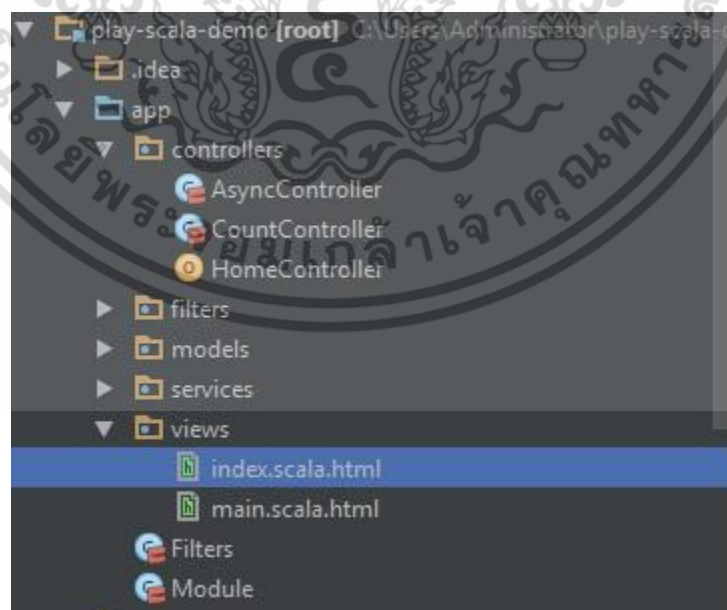 play-scala-demo [root] C:\Users\Administrator\play-scala-
.idea
app
controllers
AsyncController
CountController
HomeController
filters
models
services
views
index.scala.html
main.scala.html
Filters
Module